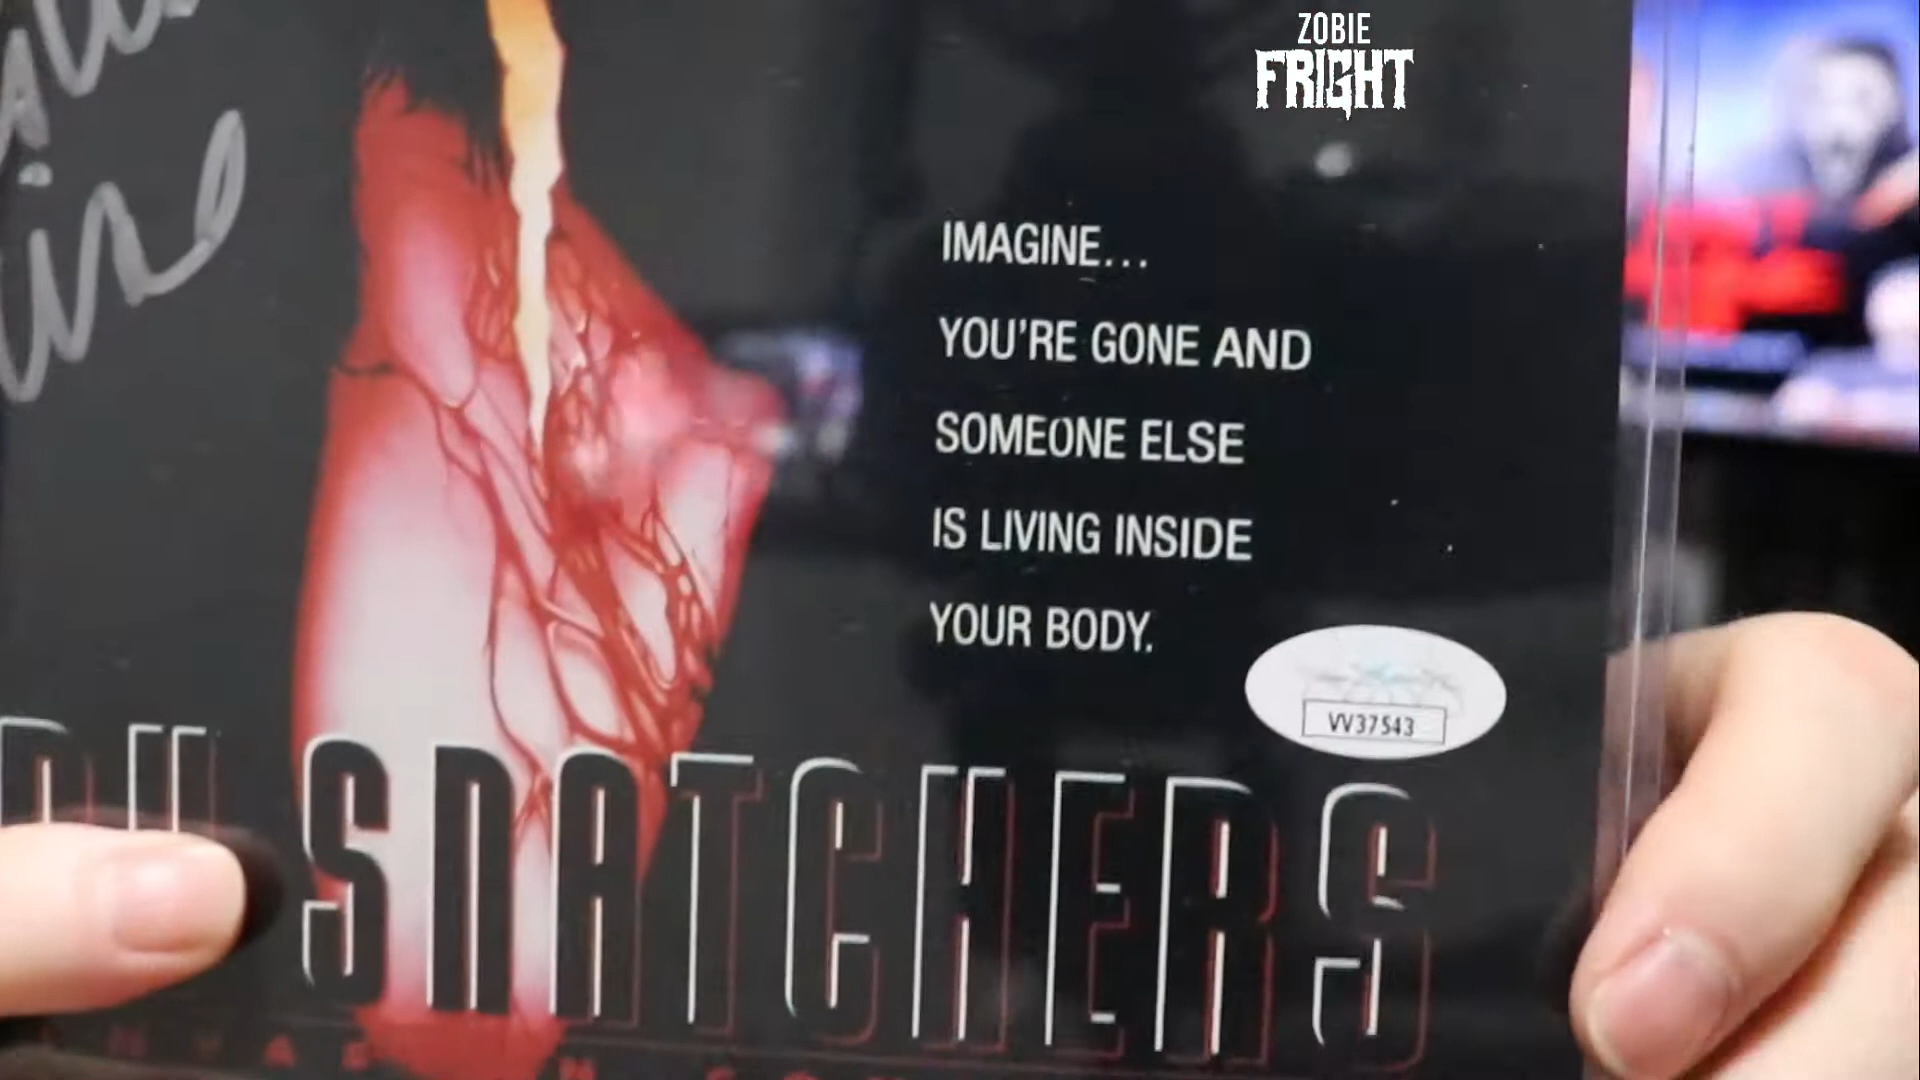 ZOBIE
FRIGHT
IMAGINE...
YOU'RE GONE AND
SOMEONE ELSE
IS LIVING INSIDE
YOUR BODY.
VV37543
SNATCHERS